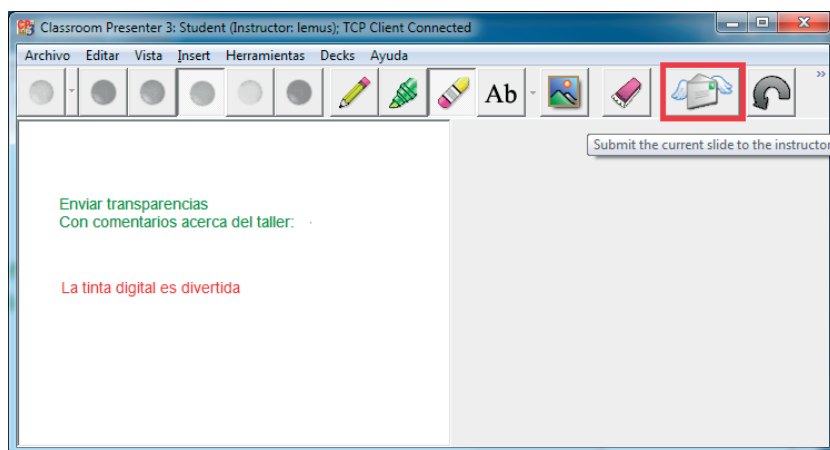 Classroom Presenter 3: Student (Instructor: lemus); TCP Client Connected
Archivo Editar Vista Insert Herramientas Decks Ayuda
Ab
»
Submit the current slide to the instructor
Enviar transparencias
Con comentarios acerca del taller:
La tinta digital es divertida